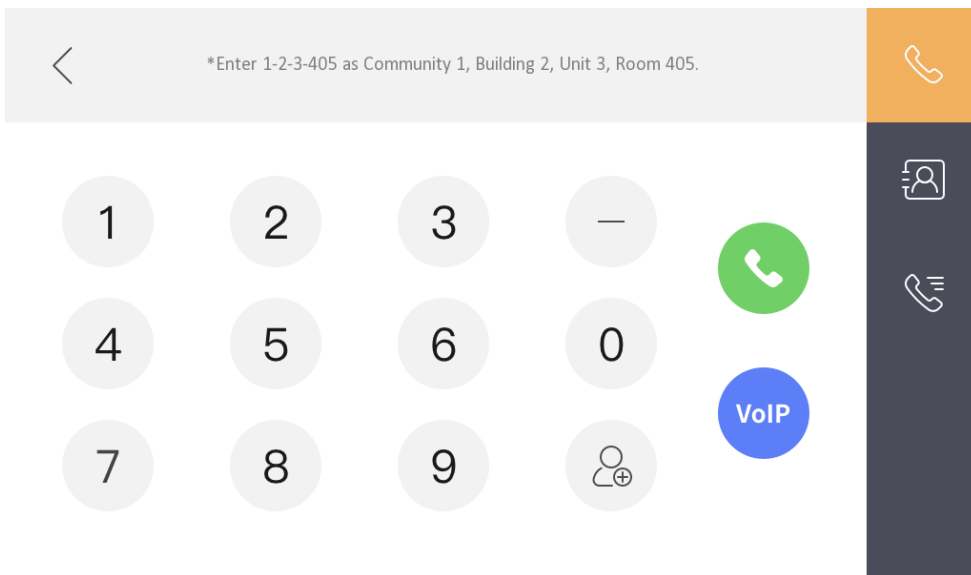 *Enter 1-2-3-405 as Community 1, Building 2, Unit 3, Room 405.
1 2 3 —
4 5 6 0
VoIP
7 8 9